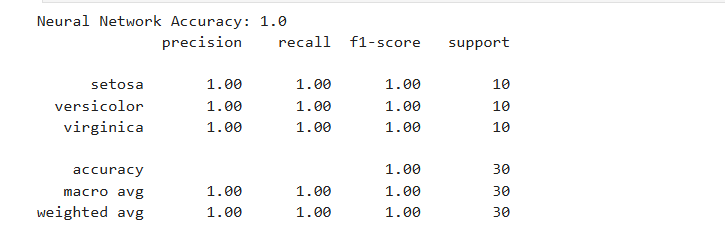 Neural Network Accuracy: 1.0
precision recall f1-score support
setosa 1.00 1.00 1.00 10
versicolor 1.00 1.00 1.00 10
virginica 1.00 1.00 1.00 10
accuracy 1.00 30
macro avg 1.00 1.00 1.00 30
weighted avg 1.00 1.00 1.00 30